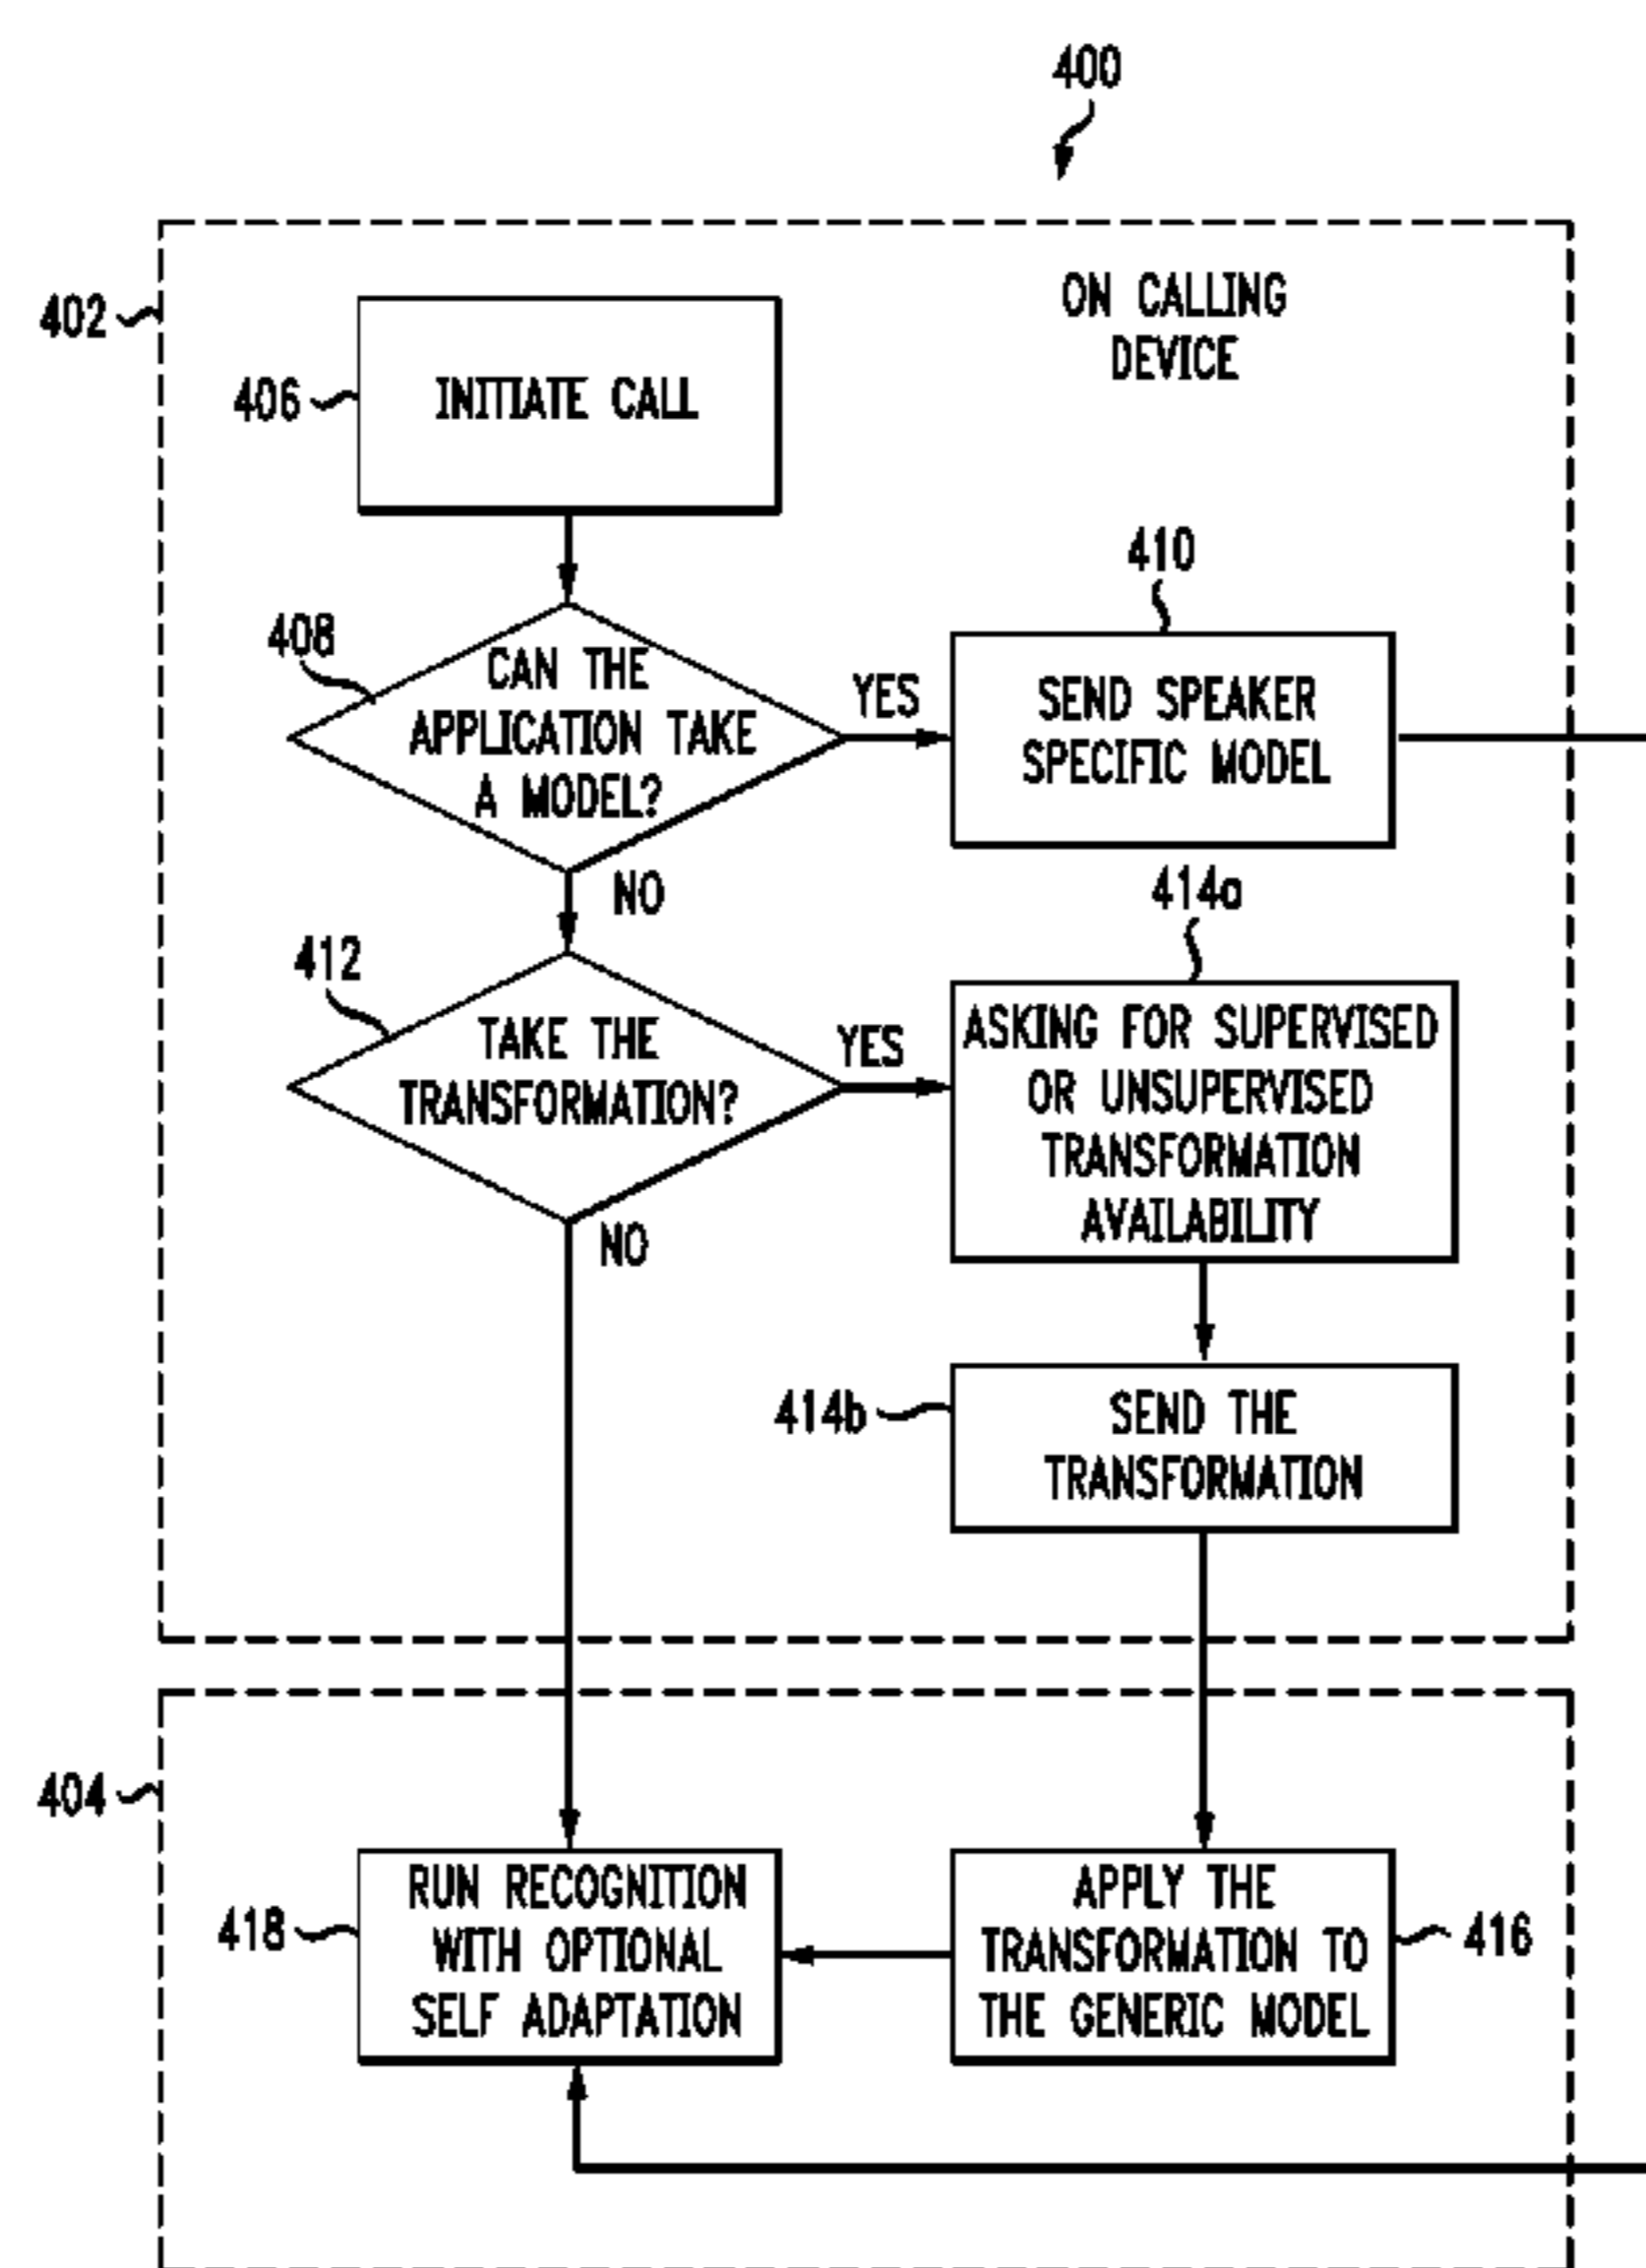 400
402
ON CALLING
DEVICE
406
INITIATE CALL
410
408
CAN THE
APPLICATION TAKE
A MODEL?
YES
SEND SPEAKER
SPECIFIC MODEL
NO
414a
412
TAKE THE
TRANSFORMATION?
YES
ASKING FOR SUPERVISED
OR UNSUPERVISED
TRANSFORMATION
AVAILABILITY
NO
414b
SEND THE
TRANSFORMATION
404
418
RUN RECOGNITION
WITH OPTIONAL
SELF ADAPTATION
APPLY THE
TRANSFORMATION TO
THE GENERIC MODEL
416